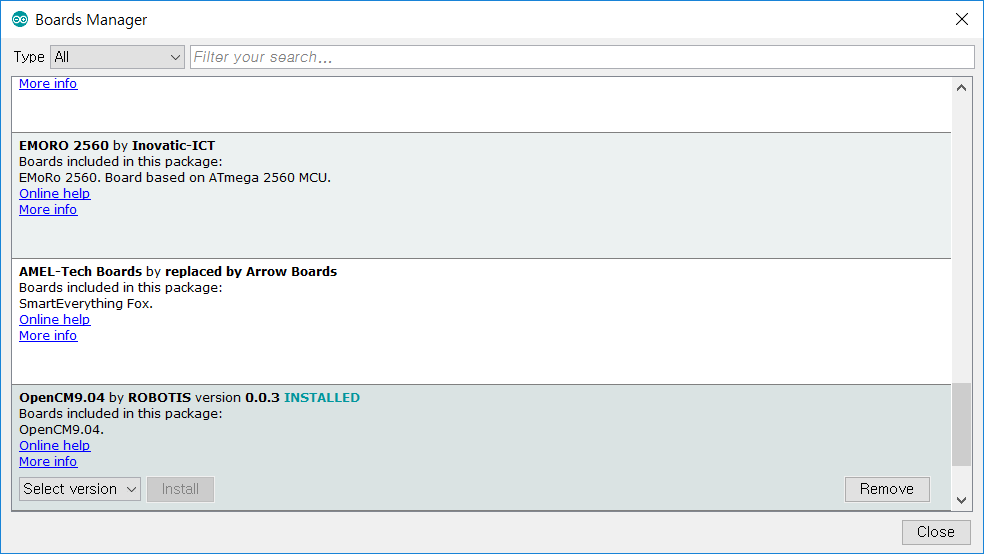 Boards Manager
Type All Filter your search...
More info
EMORO 2560 by Inovatic-ICT
Boards included in this package:
EMoRo 2560. Board based on ATmega 2560 MCU.
Online help
More info
AMEL-Tech Boards by replaced by Arrow Boards
Boards included in this package:
SmartEverything Fox.
Online help
More info
OpenCM9.04 by ROBOTIS version 0.0.3 INSTALLED
Boards included in this package:
OpenCM9.04.
Online help
More info
Select version Install Remove
Close